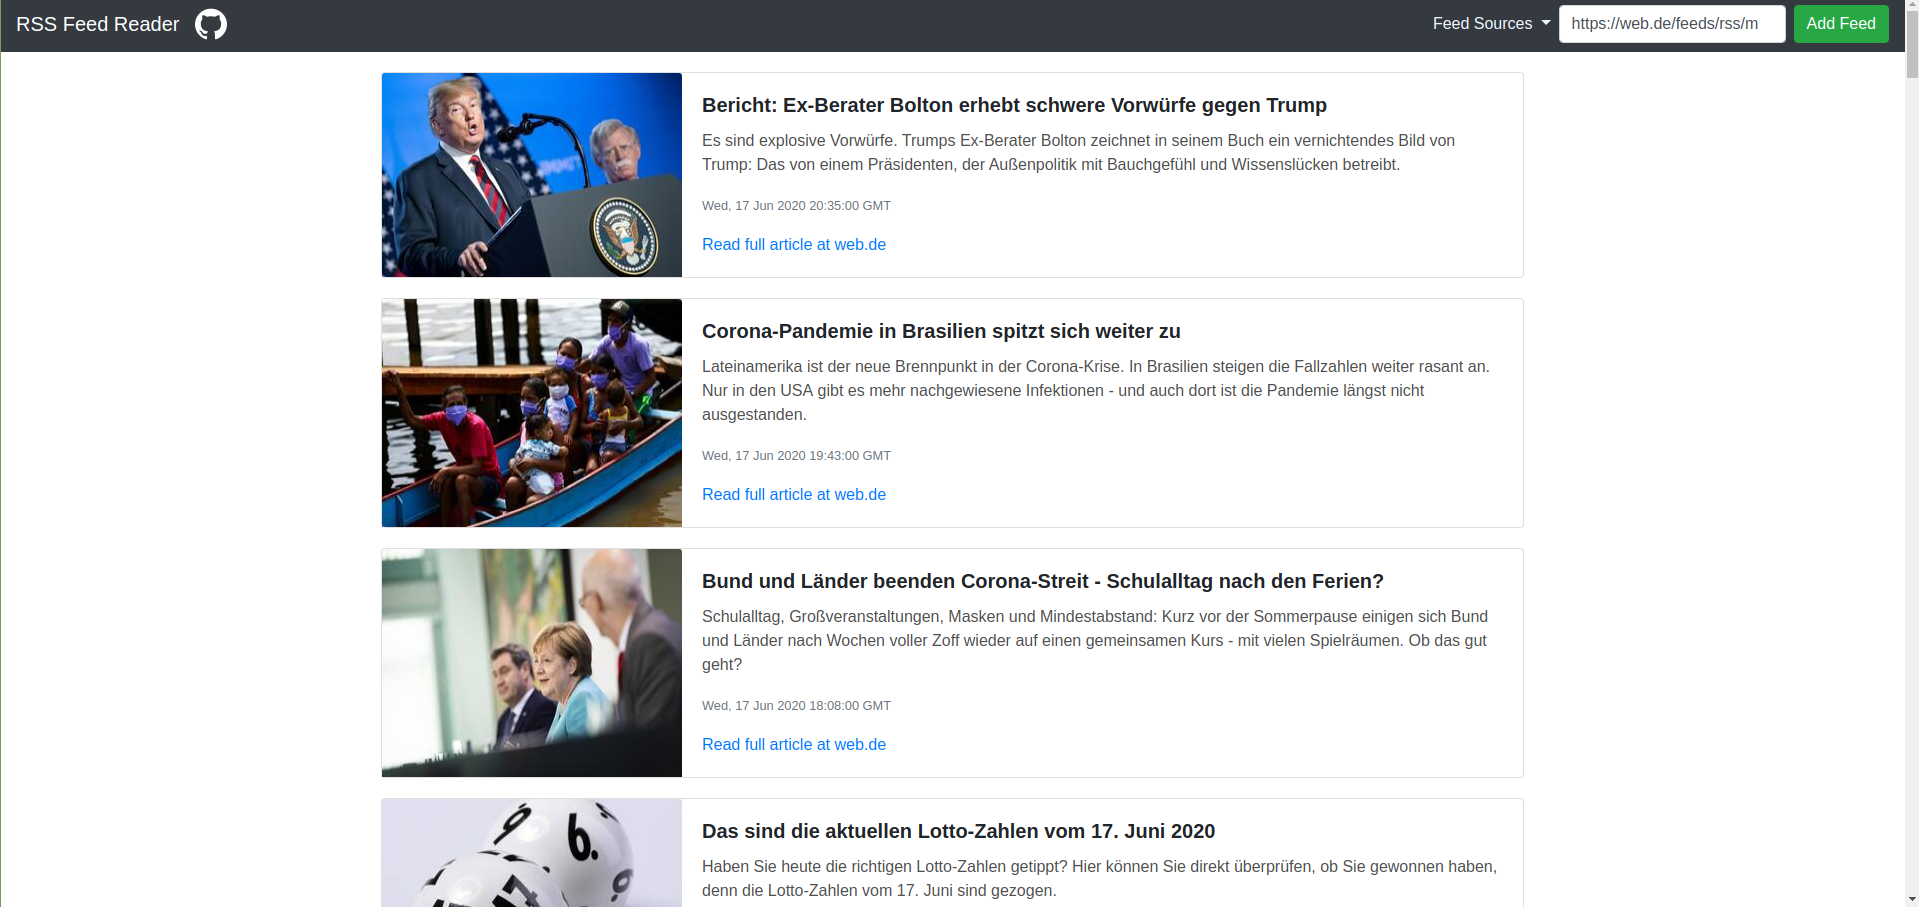 RSS Feed Reader
Feed Sources
https://web.de/feeds/rss/m
Add Feed
Bericht: Ex-Berater Bolton erhebt schwere Vorwürfe gegen Trump
Es sind explosive Vorwürfe. Trumps Ex-Berater Bolton zeichnet in seinem Buch ein vernichtendes Bild von
Trump: Das von einem Präsidenten, der Außenpolitik mit Bauchgefühl und Wissenslücken betreibt.
Wed, 17 Jun 2020 20:35:00 GMT
Read full article at web.de
Corona-Pandemie in Brasilien spitzt sich weiter zu
Lateinamerika ist der neue Brennpunkt in der Corona-Krise. In Brasilien steigen die Fallzahlen weiter rasant an.
Nur in den USA gibt es mehr nachgewiesene Infektionen - und auch dort ist die Pandemie längst nicht
ausgestanden.
Wed, 17 Jun 2020 19:43:00 GMT
Read full article at web.de
Bund und Länder beenden Corona-Streit - Schulalltag nach den Ferien?
Schulalltag, Großveranstaltungen, Masken und Mindestabstand: Kurz vor der Sommerpause einigen sich Bund
und Länder nach Wochen voller Zoff wieder auf einen gemeinsamen Kurs - mit vielen Spielräumen. Ob das gut
geht?
Wed, 17 Jun 2020 18:08:00 GMT
Read full article at web.de
9. 6.
17
Das sind die aktuellen Lotto-Zahlen vom 17. Juni 2020
Haben Sie heute die richtigen Lotto-Zahlen getippt? Hier können Sie direkt überprüfen, ob Sie gewonnen haben,
denn die Lotto-Zahlen vom 17. Juni sind gezogen.